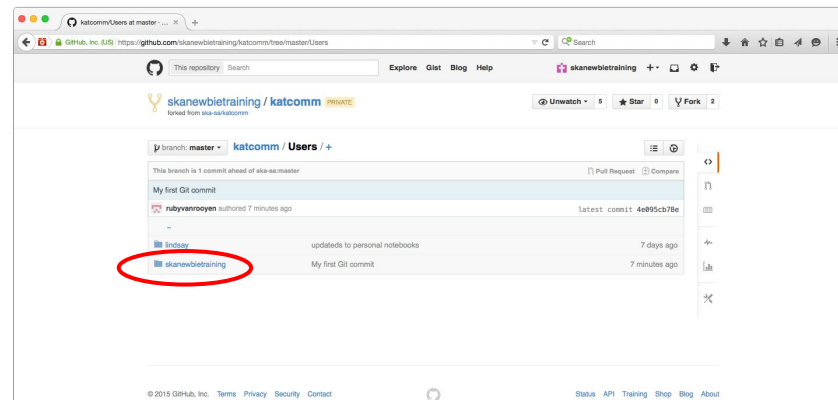 katcomm/Users at master · ... × +
GitHub, Inc. (US) https://github.com/skanewbietraining/katcomm/tree/master/Users Search
This repository Search Explore Gist Blog Help skanewbietraining +
skanewbietraining / katcomm PRIVATE Unwatch 5 Star 0 Fork 2
forked from ska-sa/katcomm
branch: master katcomm / Users / +
This branch is 1 commit ahead of ska-sa:master Pull Request Compare
My first Git commit
rubyvanrooyen authored 7 minutes ago latest commit 4e095cb78e
..
lindsay updateds to personal notebooks 7 days ago
skanewbietraining My first Git commit 7 minutes ago
© 2015 GitHub, Inc. Terms Privacy Security Contact Status API Training Shop Blog About